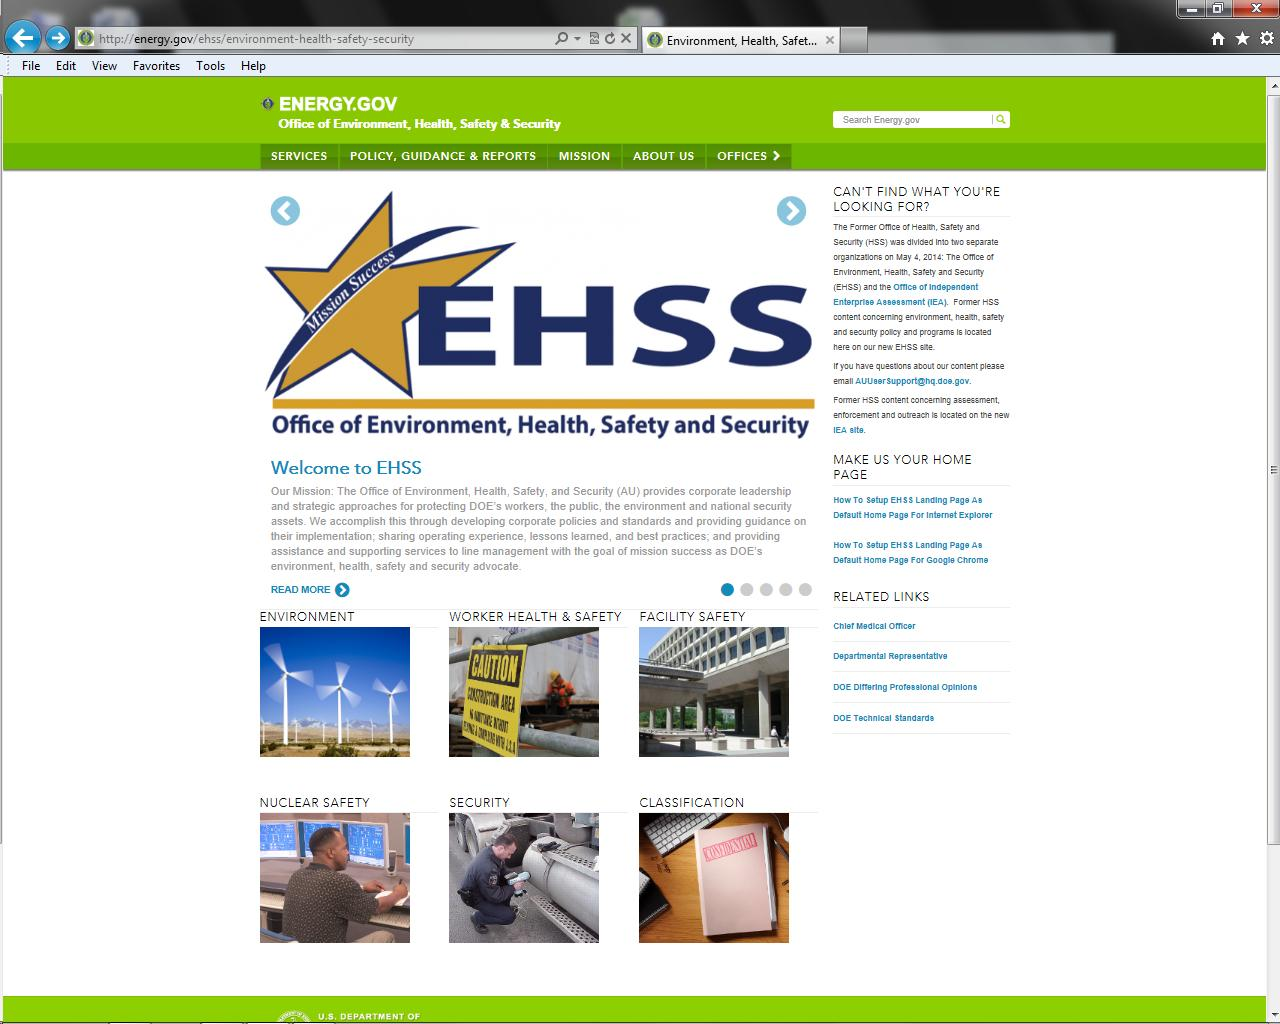 http://energy.gov/ehss/environment-health-safety-security
Environment, Health, Safet...
File Edit View Favorites Tools Help
ENERGY.GOV
Office of Environment, Health, Safety & Security
Search Energy.gov
SERVICES POLICY, GUIDANCE & REPORTS MISSION ABOUT US OFFICES
Mission Success
EHSS
Office of Environment, Health, Safety and Security
Welcome to EHSS
Our Mission: The Office of Environment, Health, Safety, and Security (AU) provides corporate leadership
and strategic approaches for protecting DOE's workers, the public, the environment and national security
assets. We accomplish this through developing corporate policies and standards and providing guidance on
their implementation; sharing operating experience, lessons learned, and best practices; and providing
assistance and supporting services to line management with the goal of mission success as DOE's
environment, health, safety and security advocate.
READ MORE
ENVIRONMENT
WORKER HEALTH & SAFETY
CAUTION
CONSTRUCTION AREA
FACILITY SAFETY
NUCLEAR SAFETY
SECURITY
CLASSIFICATION
CONFIDENTIAL
CAN'T FIND WHAT YOU'RE
LOOKING FOR?
The Former Office of Health, Safety and
Security (HSS) was divided into two separate
organizations on May 4, 2014: The Office of
Environment, Health, Safety and Security
(EHSS) and the Office of Independent
Enterprise Assessment (IEA). Former HSS
content concerning environment, health, safety
and security policy and programs is located
here on our new EHSS site.
If you have questions about our content please
email AUUserSupport@hq.doe.gov.
Former HSS content concerning assessment,
enforcement and outreach is located on the new
IEA site.
MAKE US YOUR HOME
PAGE
How To Setup EHSS Landing Page As
Default Home Page For Internet Explorer
How To Setup EHSS Landing Page As
Default Home Page For Google Chrome
RELATED LINKS
Chief Medical Officer
Departmental Representative
DOE Differing Professional Opinions
DOE Technical Standards
U.S. DEPARTMENT OF